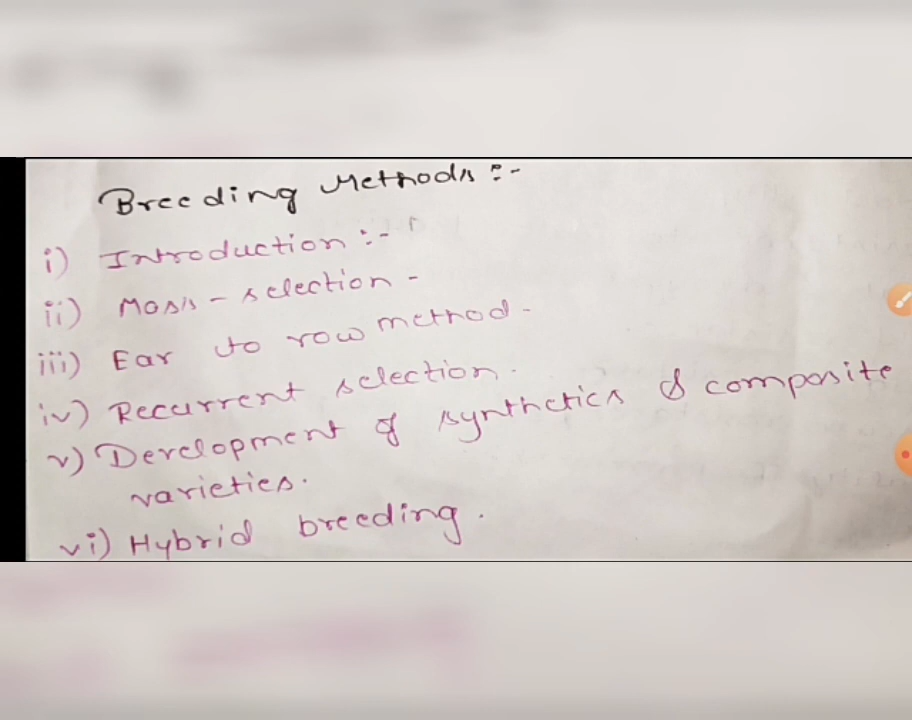 Breeding Methods :-
i) Introduction :-
ii) Mass - selection -
iii) Ear to row method -
iv) Recurrent selection.
v) Development of synthetics & composite
varieties.
vi) Hybrid breeding.